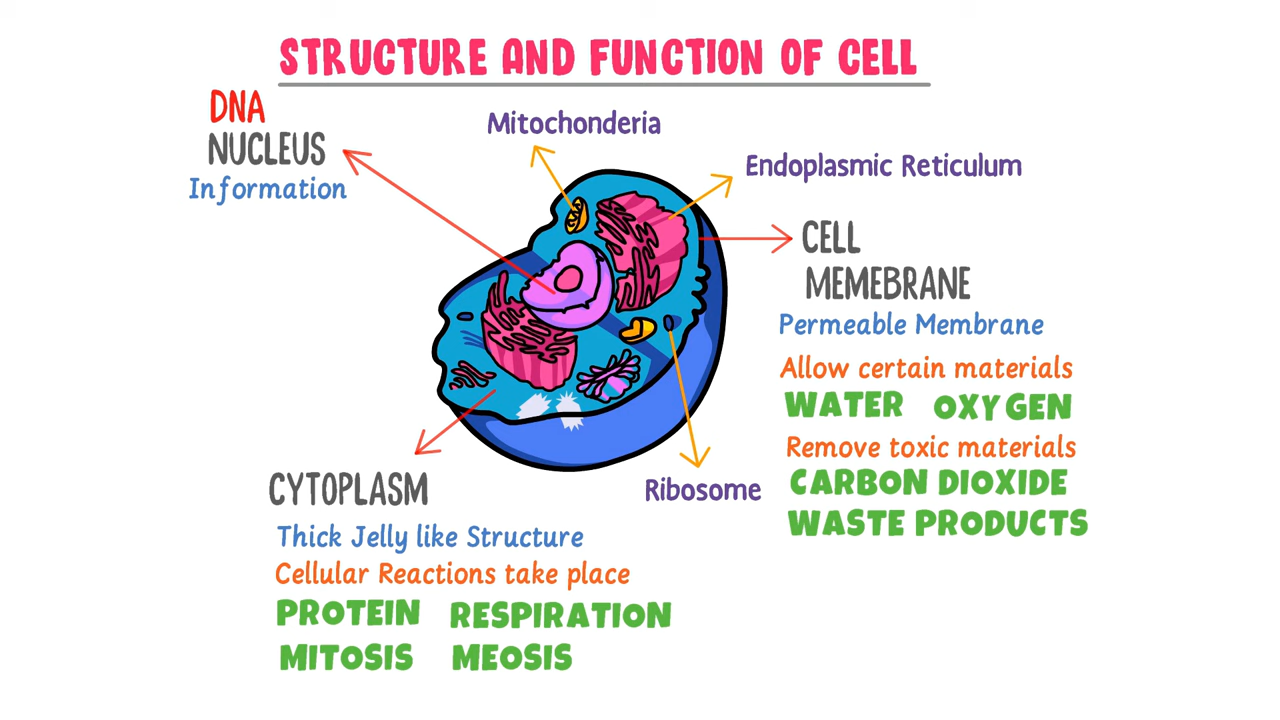 STRUCTURE AND FUNCTION OF CELL
DNA
NUCLEUS
Information
Mitochonderia
Endoplasmic Reticulum
CELL
MEMEBRANE
Permeable Membrane
Allow certain materials
WATER OXYGEN
Remove toxic materials
CARBON DIOXIDE
WASTE PRODUCTS
Ribosome
CYTOPLASM
Thick Jelly like Structure
Cellular Reactions take place
PROTEIN RESPIRATION
MITOSIS MEOSIS